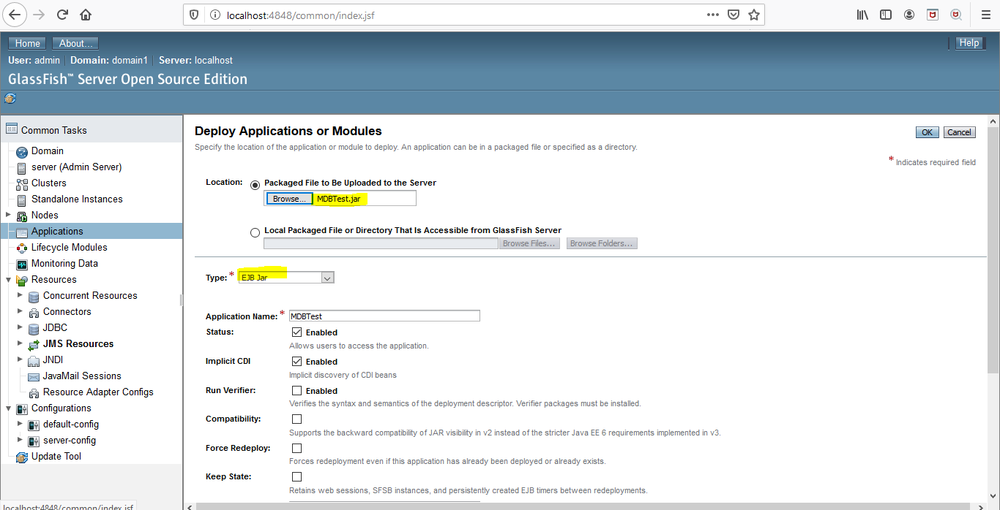 localhost:4848/common/index.jsf
Home About...
Help
User: admin Domain: domain1 Server: localhost
GlassFish™ Server Open Source Edition
Common Tasks
Domain
server (Admin Server)
Clusters
Standalone Instances
Nodes
Applications
Lifecycle Modules
Monitoring Data
Resources
Concurrent Resources
Connectors
JDBC
JMS Resources
JNDI
JavaMail Sessions
Resource Adapter Configs
Configurations
default-config
server-config
Update Tool
localhost:4848/common/index.jsf
Deploy Applications or Modules
OK Cancel
Specify the location of the application or module to deploy. An application can be in a packaged file or specified as a directory.
* Indicates required field
Location: Packaged File to Be Uploaded to the Server
Browse... MDBTest.jar
Local Packaged File or Directory That Is Accessible from GlassFish Server
Browse Files... Browse Folders...
Type: * EJB Jar
Application Name: * MDBTest
Status: Enabled
Allows users to access the application.
Implicit CDI Enabled
Implicit discovery of CDI beans
Run Verifier: Enabled
Verifies the syntax and semantics of the deployment descriptor. Verifier packages must be installed.
Compatibility:
Supports the backward compatibility of JAR visibility in v2 instead of the stricter Java EE 6 requirements implemented in v3.
Force Redeploy:
Forces redeployment even if this application has already been deployed or already exists.
Keep State:
Retains web sessions, SFSB instances, and persistently created EJB timers between redeployments.